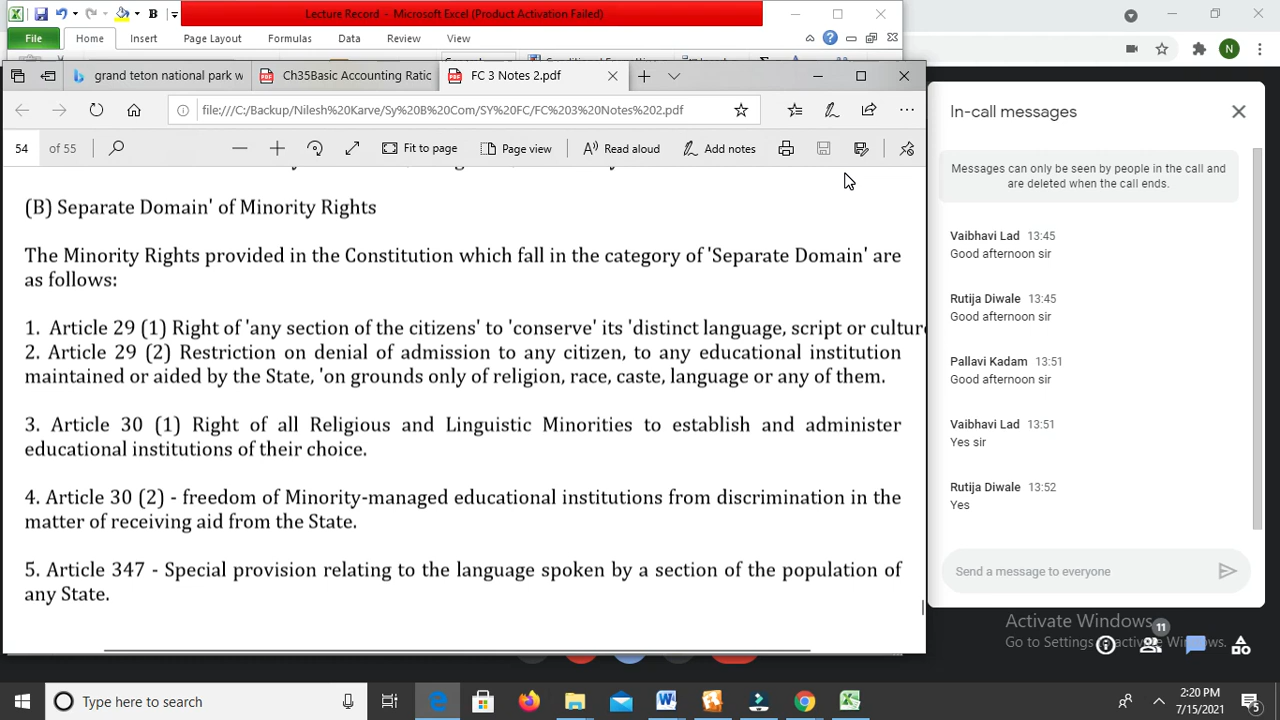 Lecture Record - Microsoft Excel (Product Activation Failed)
File Home Insert Page Layout Formulas Data Review View
N
grand teton national park w
Ch35Basic Accounting Ratic
FC 3 Notes 2.pdf
file:///C:/Backup/Nilesh%20Karve/Sy%20B%20Com/SY%20FC/FC%203%20Notes%202.pdf
54 of 55 Fit to page Page view Read aloud Add notes
(B) Separate Domain' of Minority Rights
The Minority Rights provided in the Constitution which fall in the category of 'Separate Domain' are
as follows:
1. Article 29 (1) Right of 'any section of the citizens' to 'conserve' its 'distinct language, script or culture
2. Article 29 (2) Restriction on denial of admission to any citizen, to any educational institution
maintained or aided by the State, 'on grounds only of religion, race, caste, language or any of them.
3. Article 30 (1) Right of all Religious and Linguistic Minorities to establish and administer
educational institutions of their choice.
4. Article 30 (2) - freedom of Minority-managed educational institutions from discrimination in the
matter of receiving aid from the State.
5. Article 347 - Special provision relating to the language spoken by a section of the population of
any State.
In-call messages
Messages can only be seen by people in the call and
are deleted when the call ends.
Vaibhavi Lad 13:45
Good afternoon sir
Rutija Diwale 13:45
Good afternoon sir
Pallavi Kadam 13:51
Good afternoon sir
Vaibhavi Lad 13:51
Yes sir
Rutija Diwale 13:52
Yes
Send a message to everyone
Activate Windows
Go to Settings to activate Windows.
11
Type here to search
2:20 PM
7/15/2021
5